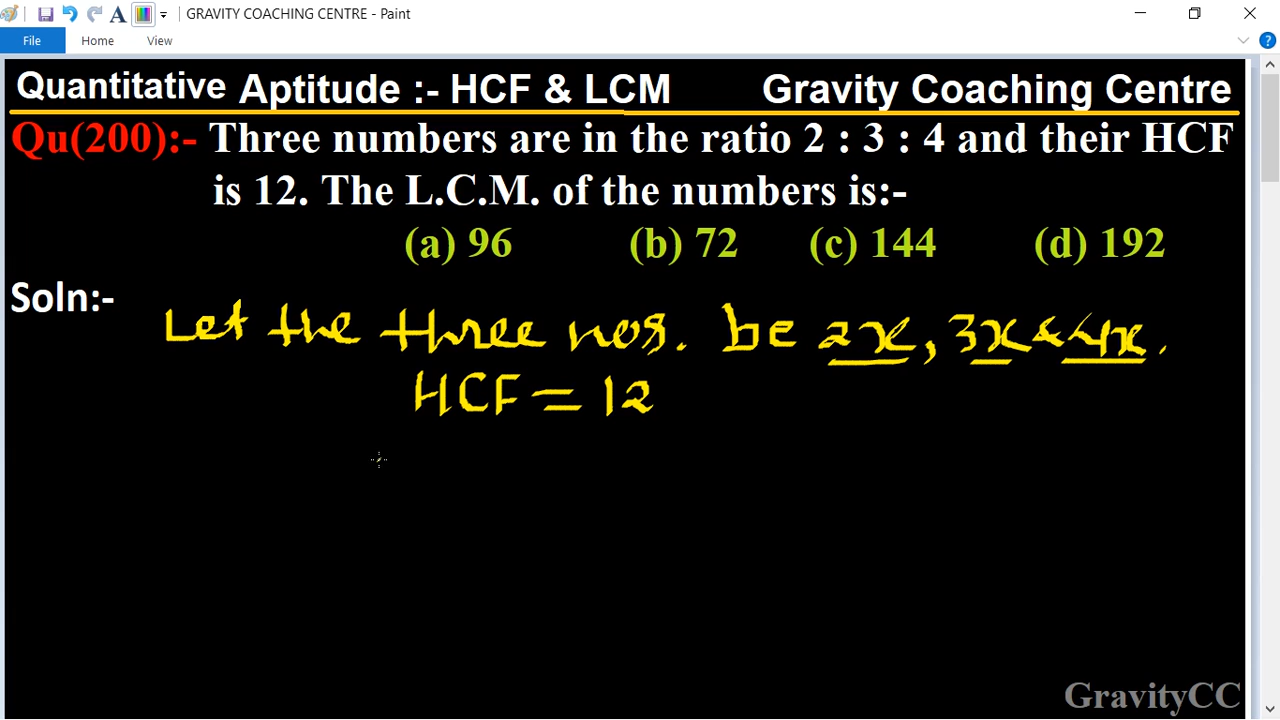 GRAVITY COACHING CENTRE - Paint
File Home View
Quantitative Aptitude :- HCF & LCM Gravity Coaching Centre
Qu(200):- Three numbers are in the ratio 2 : 3 : 4 and their HCF
is 12. The L.C.M. of the numbers is:-
(a) 96 (b) 72 (c) 144 (d) 192
Soln:-
Let the three nos. be 2x, 3x & 4x.
HCF = 12
GravityCC